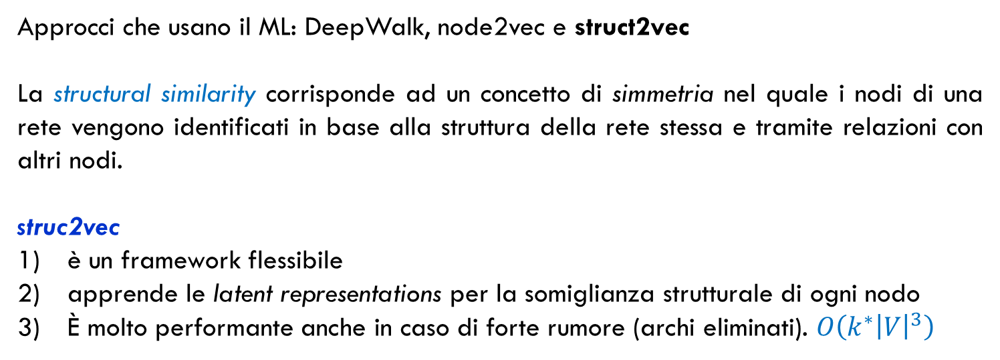 Approcci che usano il ML: DeepWalk, node2vec e struct2vec
La structural similarity corrisponde ad un concetto di simmetria nel quale i nodi di una
rete vengono identificati in base alla struttura della rete stessa e tramite relazioni con
altri nodi.
struc2vec
1) è un framework flessibile
2) apprende le latent representations per la somiglianza strutturale di ogni nodo
3) È molto performante anche in caso di forte rumore (archi eliminati). O(k*|V|³)